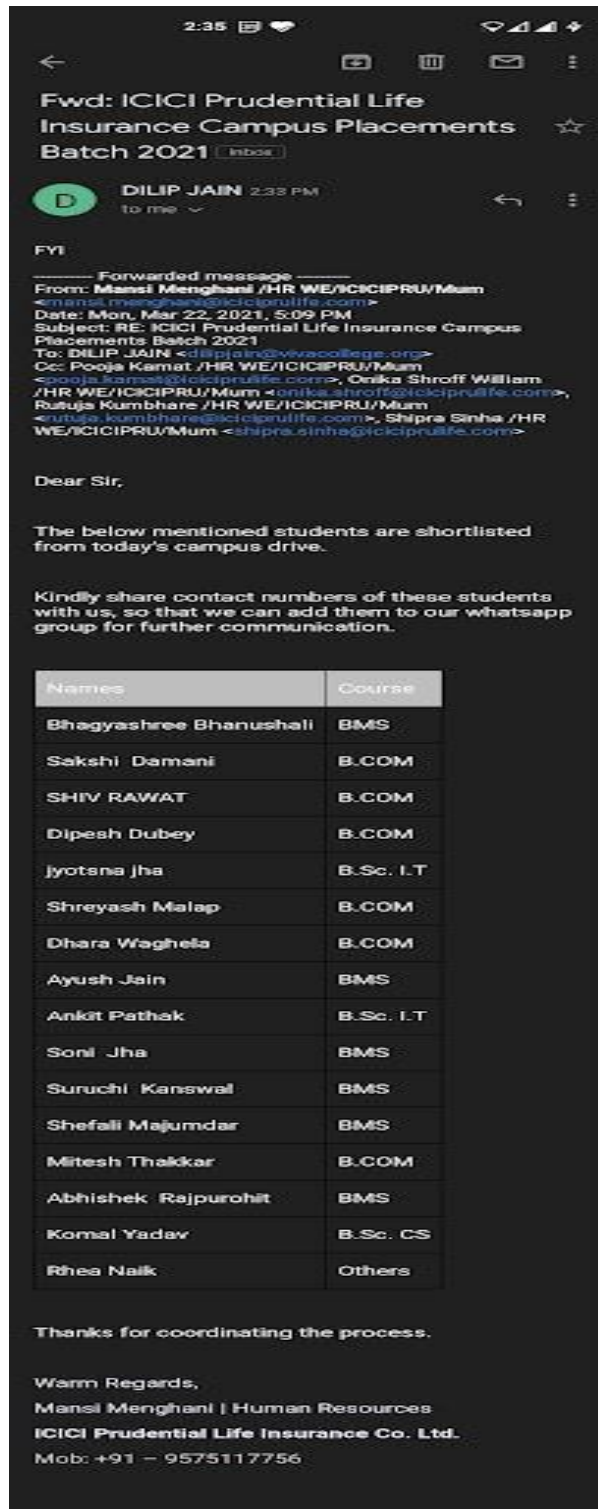 2:35
Fwd: ICICI Prudential Life
Insurance Campus Placements
Batch 2021 Inbox
D
DILIP JAIN 2:33 PM
to me
FYI
---------- Forwarded message ----------
From: Mansi Menghani /HR WE/ICICIPRU/Mum
<mansi.menghani@iciciprulife.com>
Date: Mon, Mar 22, 2021, 5:09 PM
Subject: RE: ICICI Prudential Life Insurance Campus
Placements Batch 2021
To: DILIP JAIN <dilipjain@vivacollege.org>
Cc: Pooja Kamat /HR WE/ICICIPRU/Mum
<pooja.kamat@iciciprulife.com>, Onika Shroff William
/HR WE/ICICIPRU/Mum <onika.shroff@iciciprulife.com>,
Rutuja Kumbhare /HR WE/ICICIPRU/Mum
<rutuja.kumbhare@iciciprulife.com>, Shipra Sinha /HR
WE/ICICIPRU/Mum <shipra.sinha@iciciprulife.com>
Dear Sir,
The below mentioned students are shortlisted
from today's campus drive.
Kindly share contact numbers of these students
with us, so that we can add them to our whatsapp
group for further communication.
Names Course
Bhagyashree Bhanushali BMS
Sakshi Damani B.COM
SHIV RAWAT B.COM
Dipesh Dubey B.COM
jyotsna jha B.Sc. I.T
Shreyash Malap B.COM
Dhara Waghela B.COM
Ayush Jain BMS
Ankit Pathak B.Sc. I.T
Soni Jha BMS
Suruchi Kanswal BMS
Shefali Majumdar BMS
Mitesh Thakkar B.COM
Abhishek Rajpurohit BMS
Komal Yadav B.Sc. CS
Rhea Naik Others
Thanks for coordinating the process.
Warm Regards,
Mansi Menghani | Human Resources
ICICI Prudential Life Insurance Co. Ltd.
Mob: +91 – 9575117756